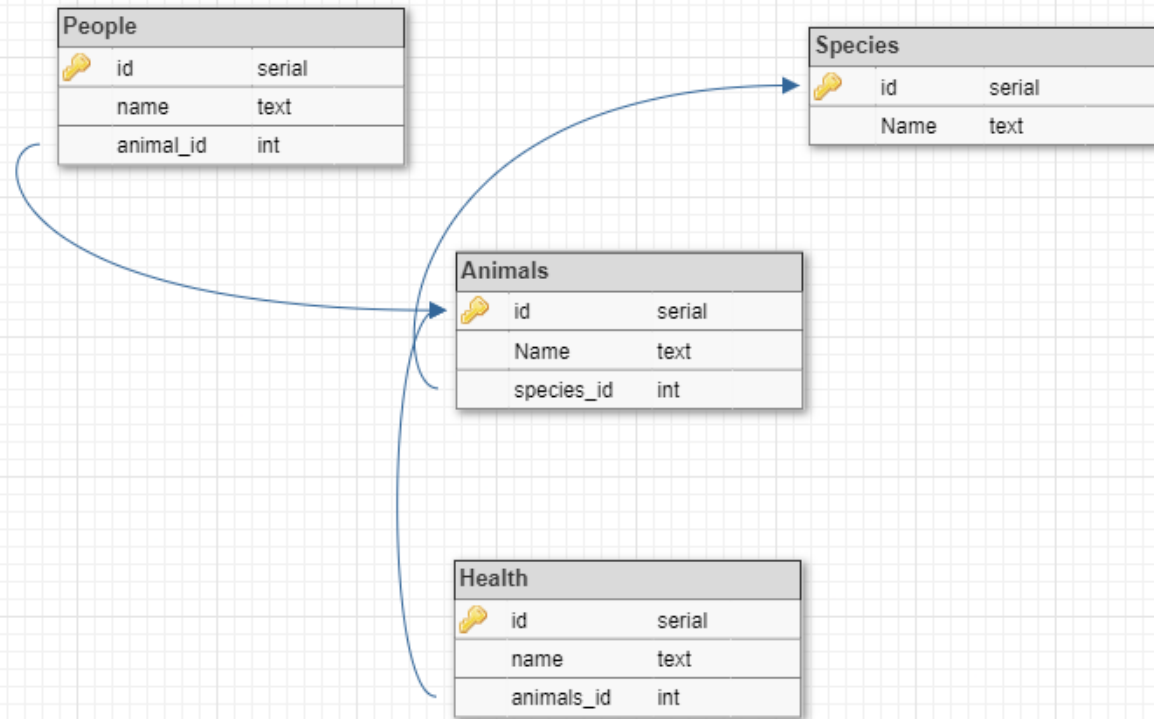 People
id serial
name text
animal_id int
Species
id serial
Name text
Animals
id serial
Name text
species_id int
Health
id serial
name text
animals_id int